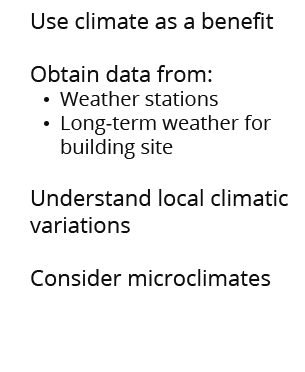 Use climate as a benefit
Obtain data from:
• Weather stations
• Long-term weather for
building site
Understand local climatic
variations
Consider microclimates